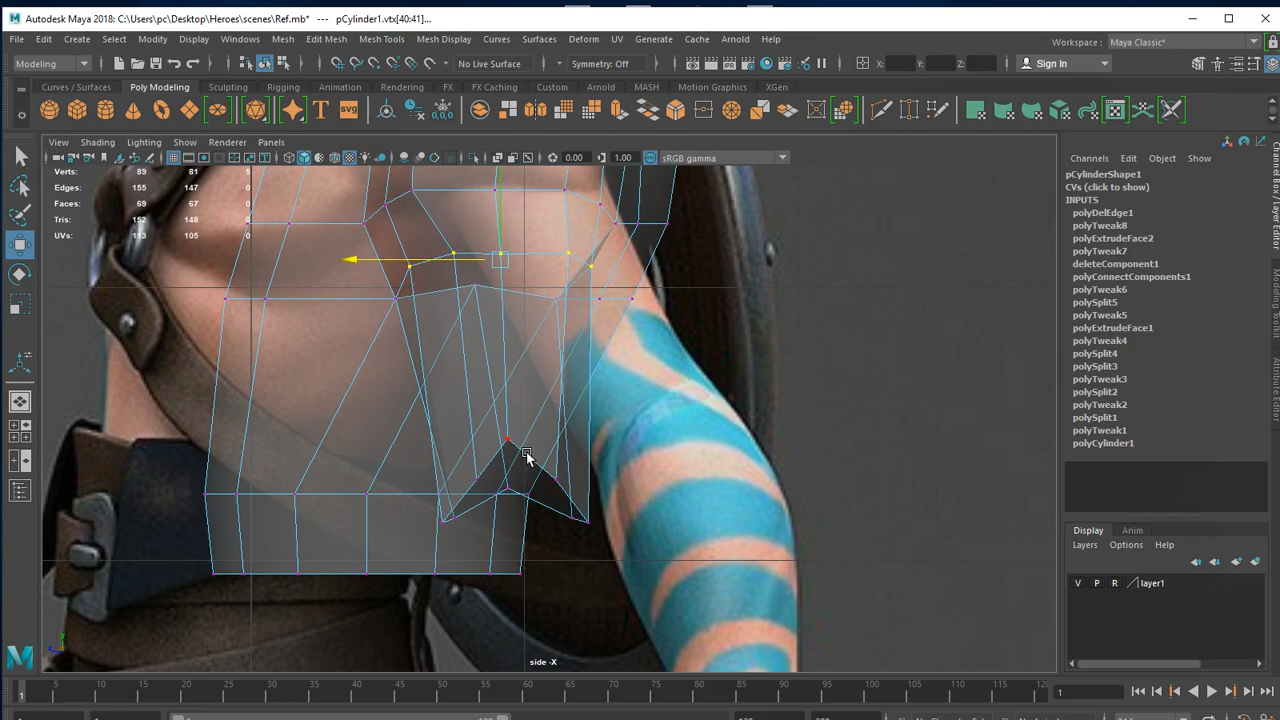 Autodesk Maya 2018: C:\Users\pc\Desktop\Heroes\scenes\Ref.mb* --- pCylinder1.vtx[40:41]...
File Edit Create Select Modify Display Windows Mesh Edit Mesh Mesh Tools Mesh Display Curves Surfaces Deform UV Generate Cache Arnold Help
Workspace : Maya Classic*
Modeling No Live Surface Symmetry: Off X: Y: Z: Sign In
Curves / Surfaces Poly Modeling Sculpting Rigging Animation Rendering FX FX Caching Custom Arnold MASH Motion Graphics XGen
View Shading Lighting Show Renderer Panels
0.00 1.00 sRGB gamma
Verts: 89 81 5
Edges: 155 147 0
Faces: 69 67 0
Tris: 152 148 0
UVs: 113 105 0
side -X
Channels Edit Object Show
pCylinderShape1
CVs (click to show)
INPUTS
polyDelEdge1
polyTweak8
polyExtrudeFace2
polyTweak7
deleteComponent1
polyConnectComponents1
polyTweak6
polySplit5
polyTweak5
polyExtrudeFace1
polyTweak4
polySplit4
polySplit3
polyTweak3
polySplit2
polyTweak2
polySplit1
polyTweak1
polyCylinder1
Display Anim
Layers Options Help
V P R layer1
Channel Box / Layer Editor
Modeling Toolkit
Attribute Editor
5 10 15 20 25 30 35 40 45 50 55 60 65 70 75 80 85 90 95 100 105 110 115
1 1